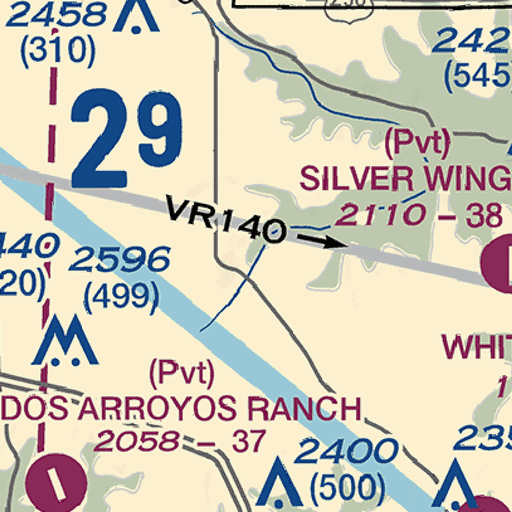 2458
(310)
242
(545
29
(Pvt)
SILVER WING
2110 – 38
VR140
440
20)
2596
(499)
WHIT
1
(Pvt)
DOS ARROYOS RANCH
2058 – 37
2400
(500)
235